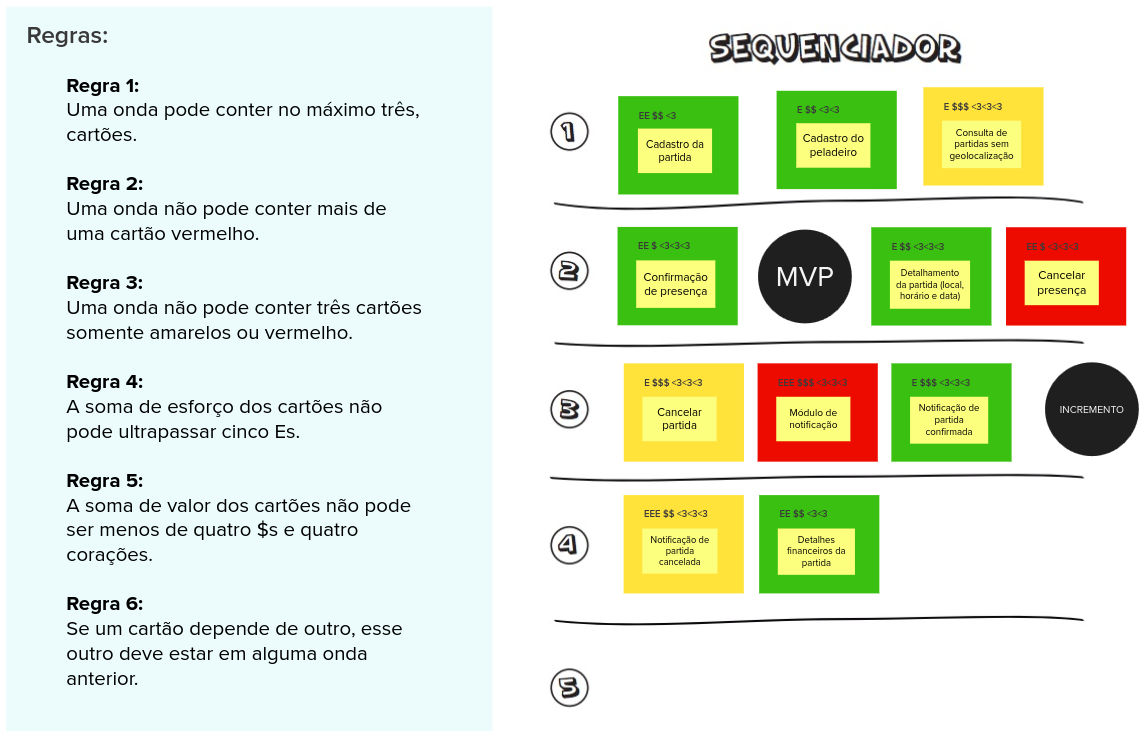 Regras:
Regra 1:
Uma onda pode conter no máximo três,
cartões.
Regra 2:
Uma onda não pode conter mais de
uma cartão vermelho.
Regra 3:
Uma onda não pode conter três cartões
somente amarelos ou vermelho.
Regra 4:
A soma de esforço dos cartões não
pode ultrapassar cinco Es.
Regra 5:
A soma de valor dos cartões não pode
ser menos de quatro $s e quatro
corações.
Regra 6:
Se um cartão depende de outro, esse
outro deve estar em alguma onda
anterior.
SEQUENCIADOR
1
EE $$ <3
Cadastro da
partida
E $$ <3<3
Cadastro do
peladeiro
E $$$ <3<3<3
Consulta de
partidas sem
geolocalização
2
EE $ <3<3<3
Confirmação
de presença
MVP
E $$ <3<3<3
Detalhamento
da partida (local,
horário e data)
EE $ <3<3<3
Cancelar
presença
3
E $$$ <3<3<3
Cancelar
partida
EEE $$$ <3<3<3
Módulo de
notificação
E $$$ <3<3<3
Notificação de
partida
confirmada
INCREMENTO
4
EEE $$ <3<3<3
Notificação de
partida
cancelada
EE $$ <3<3
Detalhes
financeiros da
partida
5